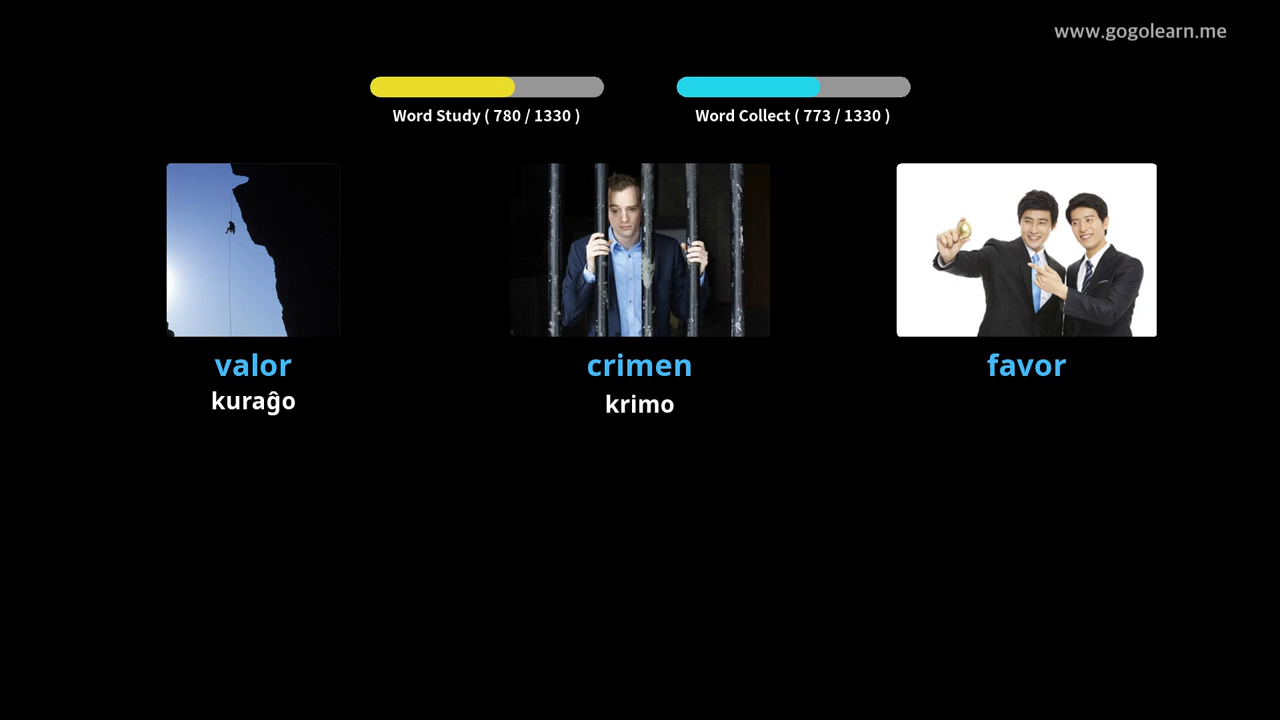 www.gogolearn.me
Word Study ( 780 / 1330 )
Word Collect ( 773 / 1330 )
valor
kuraĝo
crimen
krimo
favor